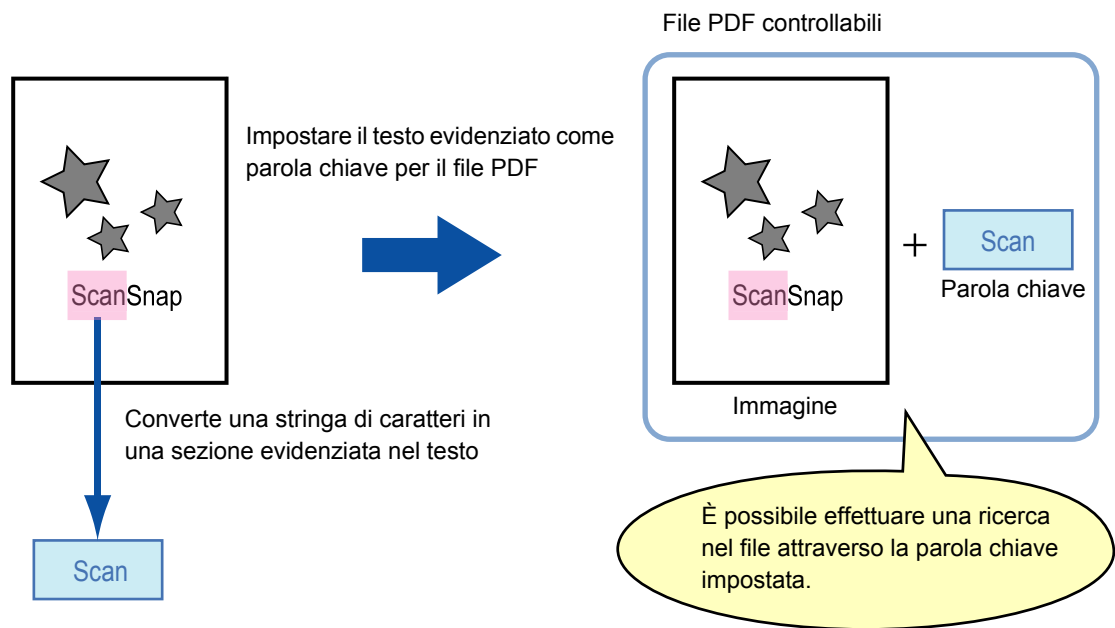 File PDF controllabili
Impostare il testo evidenziato come
parola chiave per il file PDF
ScanSnap
Converte una stringa di caratteri in
una sezione evidenziata nel testo
Scan
ScanSnap
Immagine
+
Scan
Parola chiave
È possibile effettuare una ricerca
nel file attraverso la parola chiave
impostata.